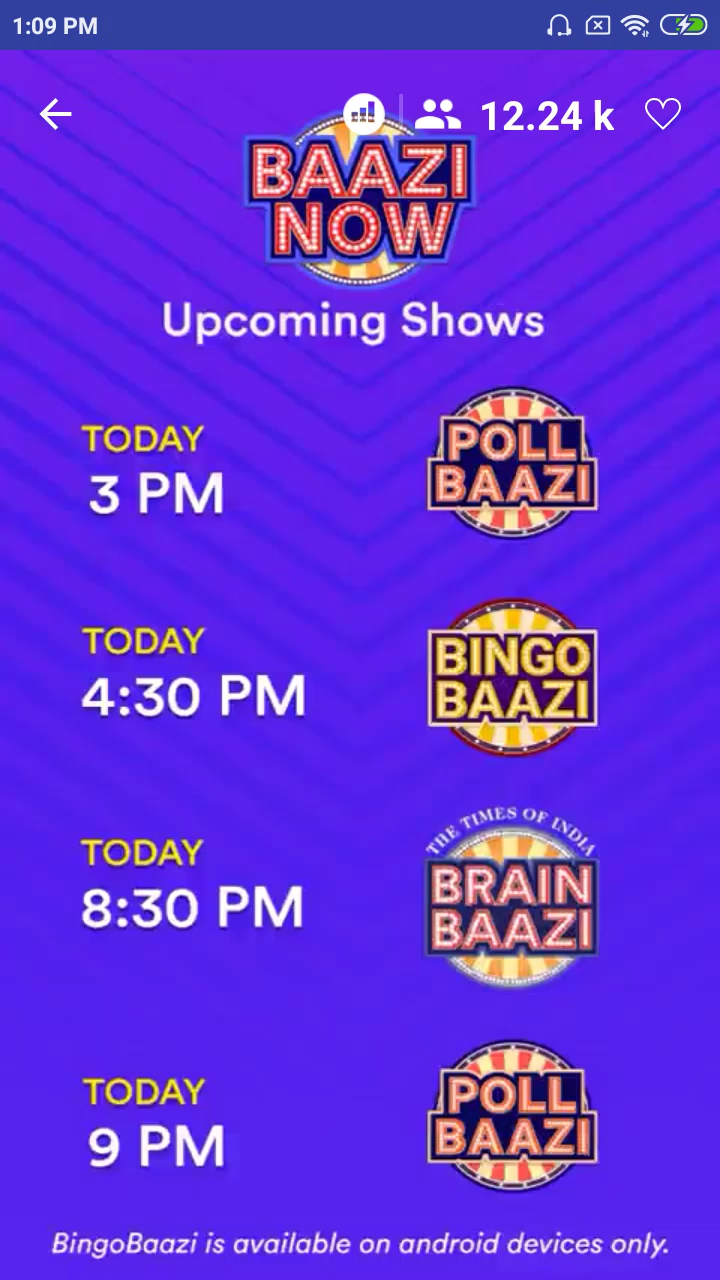 1:09 PM
12.24 k
BAAZI
NOW
Upcoming Shows
TODAY
3 PM
POLL
BAAZI
TODAY
4:30 PM
BINGO
BAAZI
TODAY
8:30 PM
THE TIMES OF INDIA
BRAIN
BAAZI
TODAY
9 PM
POLL
BAAZI
BingoBaazi is available on android devices only.